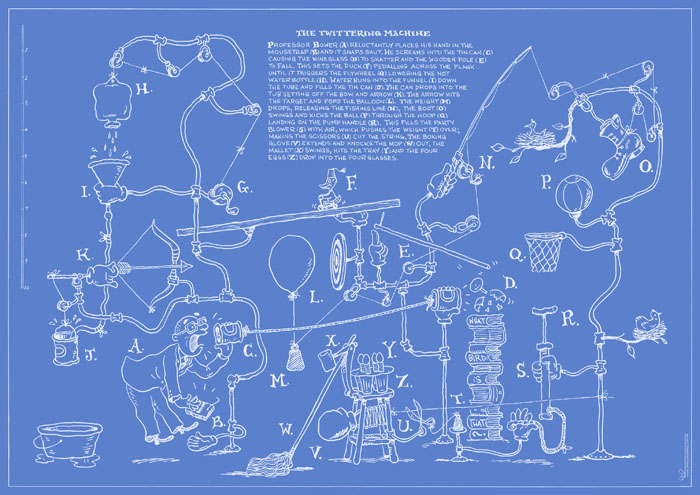 The Twittering Machine
Professor Bower (A) reluctantly places his hand in the
mousetrap (B) and it snaps shut. He screams into the tin can (C)
causing the wineglass (D) to shatter and the wooden pole (E)
to fall. This sets the duck (F) pedalling across the plank
until it triggers the flywheel (G) lowering the hot
water bottle (H). Water runs into the funnel (I) down
the tube and fills the tin can (J). The can drops into the
tub setting off the bow and arrow (K) The arrow hits
the target and pops the balloon (L). The weight (M)
drops, releasing the fishing line (N), the boot (O)
swings and kicks the ball (P) through the hoop (Q)
landing on the pump handle (R). This fills the party
blower (S) with air, which pushes the weight (T) over;
making the scissors (U) cut the string. The boxing
glove (V) extends and knocks the mop (W) out, the
mallet (X) swings, hits the tray (Y) and the four
eggs (Z) drop into the four glasses.
H.
N.
O.
F.
I.
G.
P.
E.
K.
Q.
D.
L.
WHAT
R.
J.
A.
C.
X.
Y.
BIRD
M.
Z.
IS
S.
T.
B.
W.
U.
THAT
V.
?